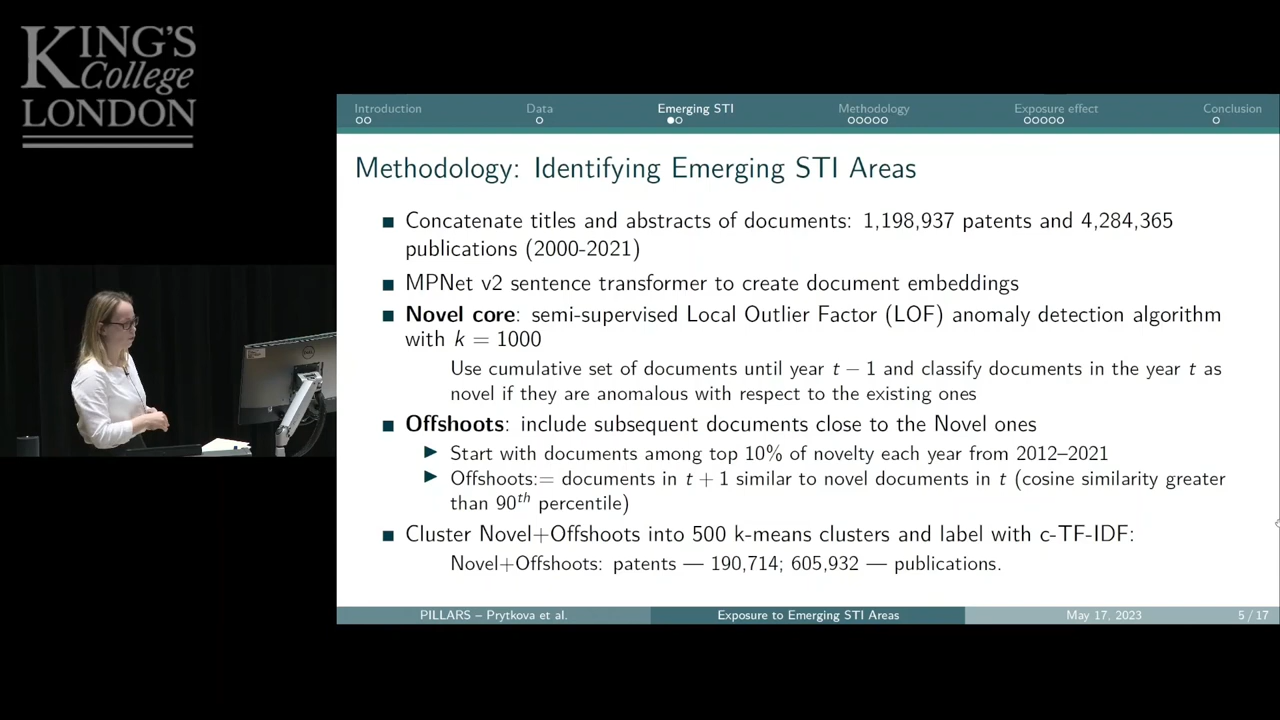 KING'S
College
LONDON
Introduction
Data
Emerging STI
Methodology
Exposure effect
Conclusion
Methodology: Identifying Emerging STI Areas
Concatenate titles and abstracts of documents: 1,198,937 patents and 4,284,365
publications (2000-2021)
MPNet v2 sentence transformer to create document embeddings
Novel core: semi-supervised Local Outlier Factor (LOF) anomaly detection algorithm
with k = 1000
Use cumulative set of documents until year t − 1 and classify documents in the year t as
novel if they are anomalous with respect to the existing ones
Offshoots: include subsequent documents close to the Novel ones
Start with documents among top 10% of novelty each year from 2012–2021
Offshoots:= documents in t + 1 similar to novel documents in t (cosine similarity greater
than 90th percentile)
Cluster Novel+Offshoots into 500 k-means clusters and label with c-TF-IDF:
Novel+Offshoots: patents — 190,714; 605,932 — publications.
PILLARS – Prytkova et al.
Exposure to Emerging STI Areas
May 17, 2023
5 / 17